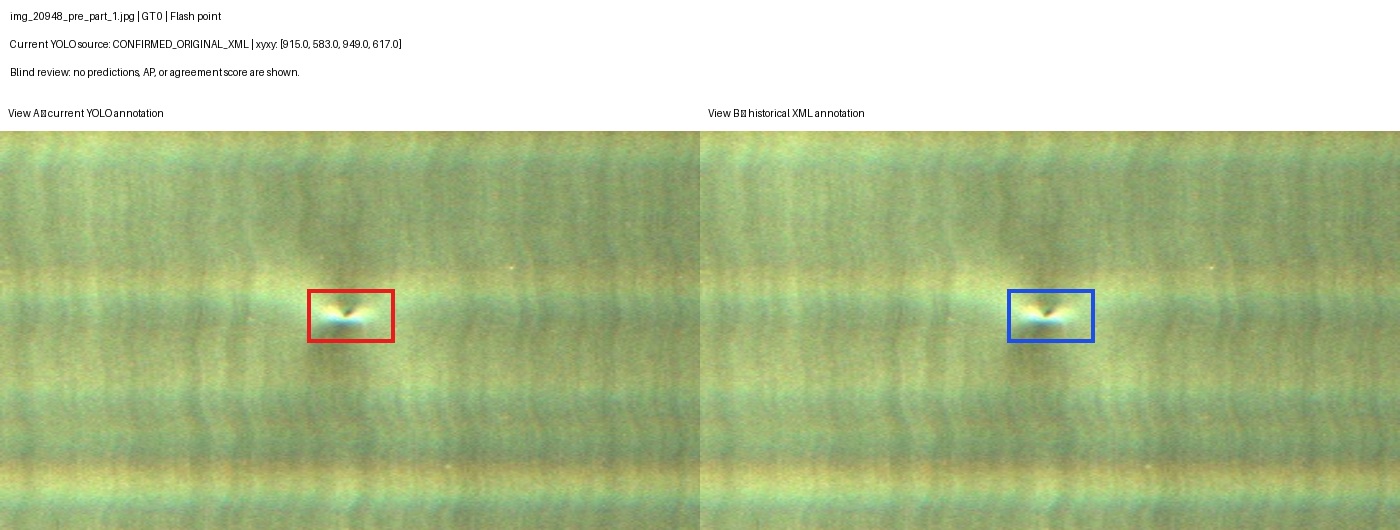 img_20948_pre_part_1.jpg | GT0 | Flash point
Current YOLO source: CONFIRMED_ORIGINAL_XML | xyxy: [915.0, 583.0, 949.0, 617.0]
Blind review: no predictions, AP, or agreement score are shown.
View A□ current YOLO annotation
View B□ historical XML annotation